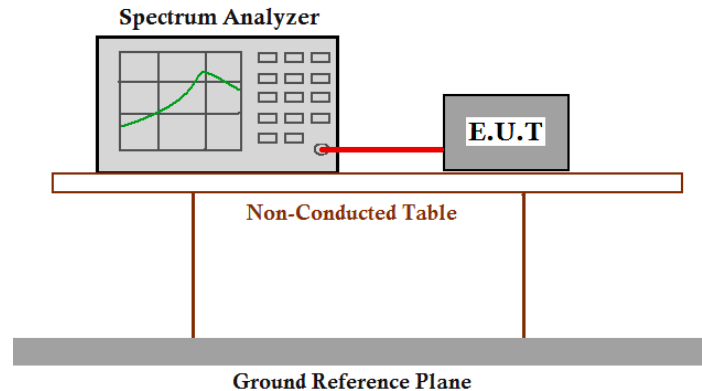 Spectrum Analyzer
E.U.T
Non-Conducted Table
Ground Reference Plane